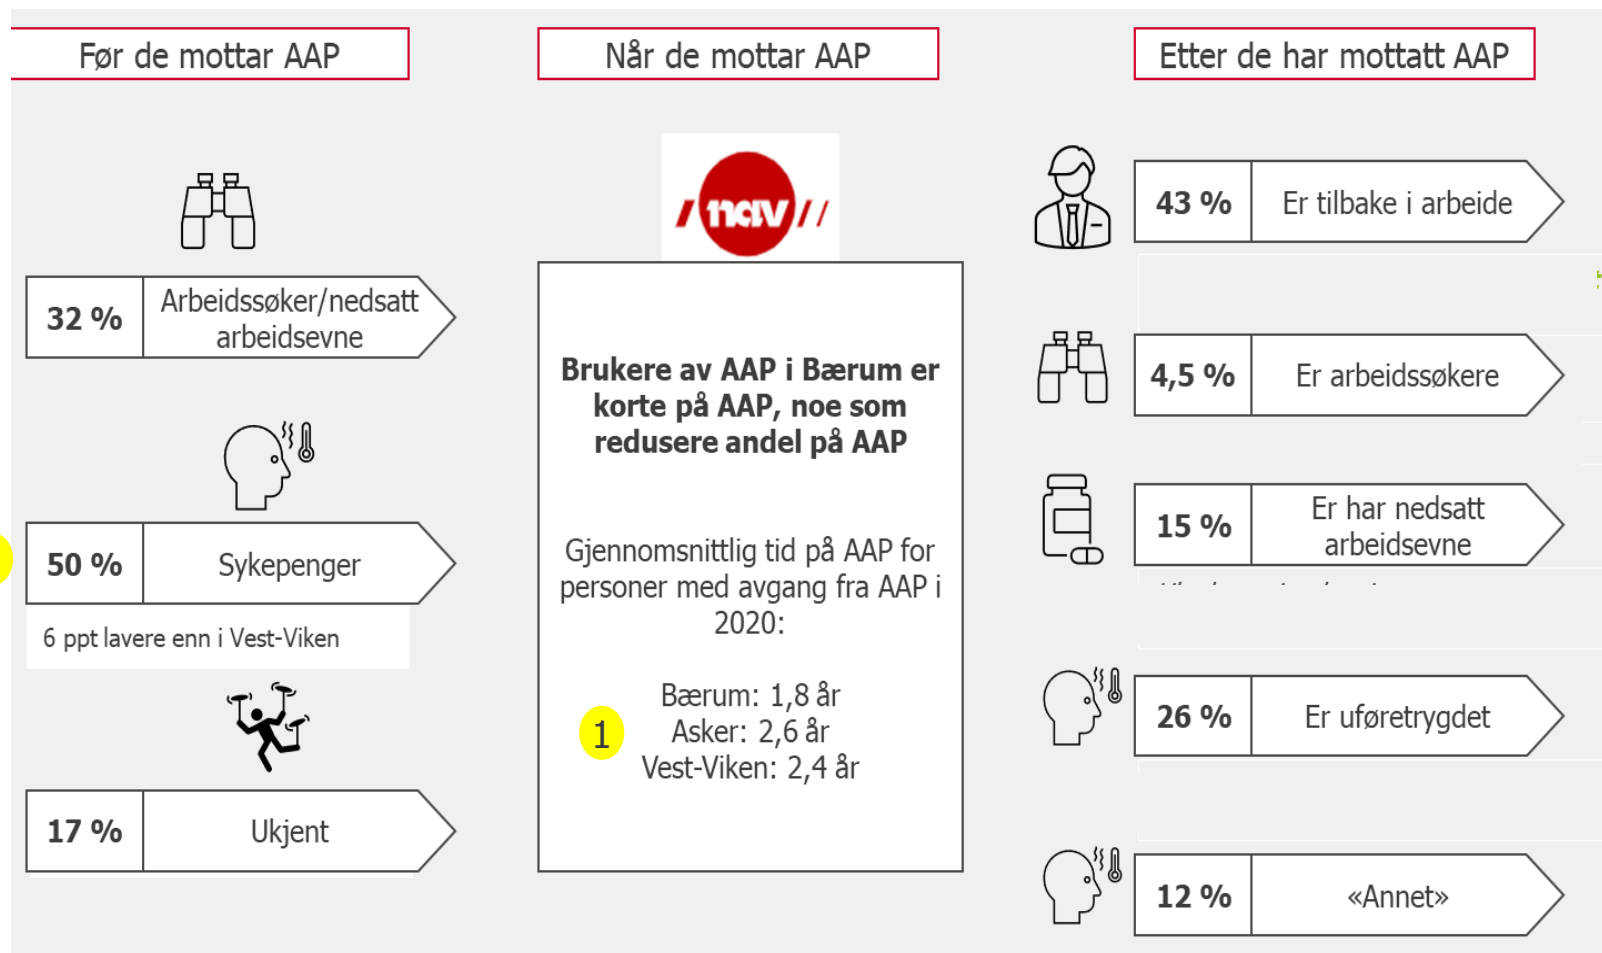 Før de mottar AAP
32 %
Arbeidssøker/nedsatt
arbeidsevne
50 %
Sykepenger
6 ppt lavere enn i Vest-Viken
17 %
Ukjent
Når de mottar AAP
nav
Brukere av AAP i Bærum er
korte på AAP, noe som
redusere andel på AAP
Gjennomsnittlig tid på AAP for
personer med avgang fra AAP i
2020:
Bærum: 1,8 år
1
Asker: 2,6 år
Vest-Viken: 2,4 år
Etter de har mottatt AAP
43 %
Er tilbake i arbeide
4,5 %
Er arbeidssøkere
15 %
Er har nedsatt
arbeidsevne
26 %
Er uføretrygdet
12 %
«Annet»